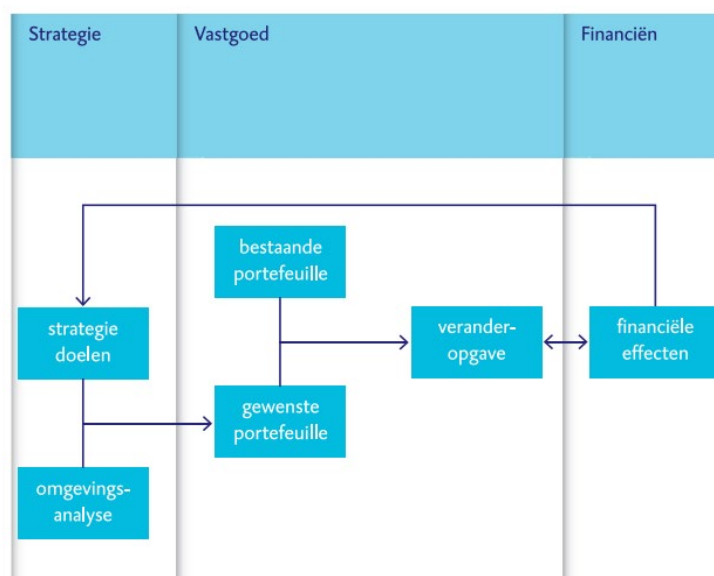 Strategie
Vastgoed
Financiën
bestaande
portefeuille
strategie
doelen
verander-
opgave
financiële
effecten
gewenste
portefeuille
omgevings-
analyse